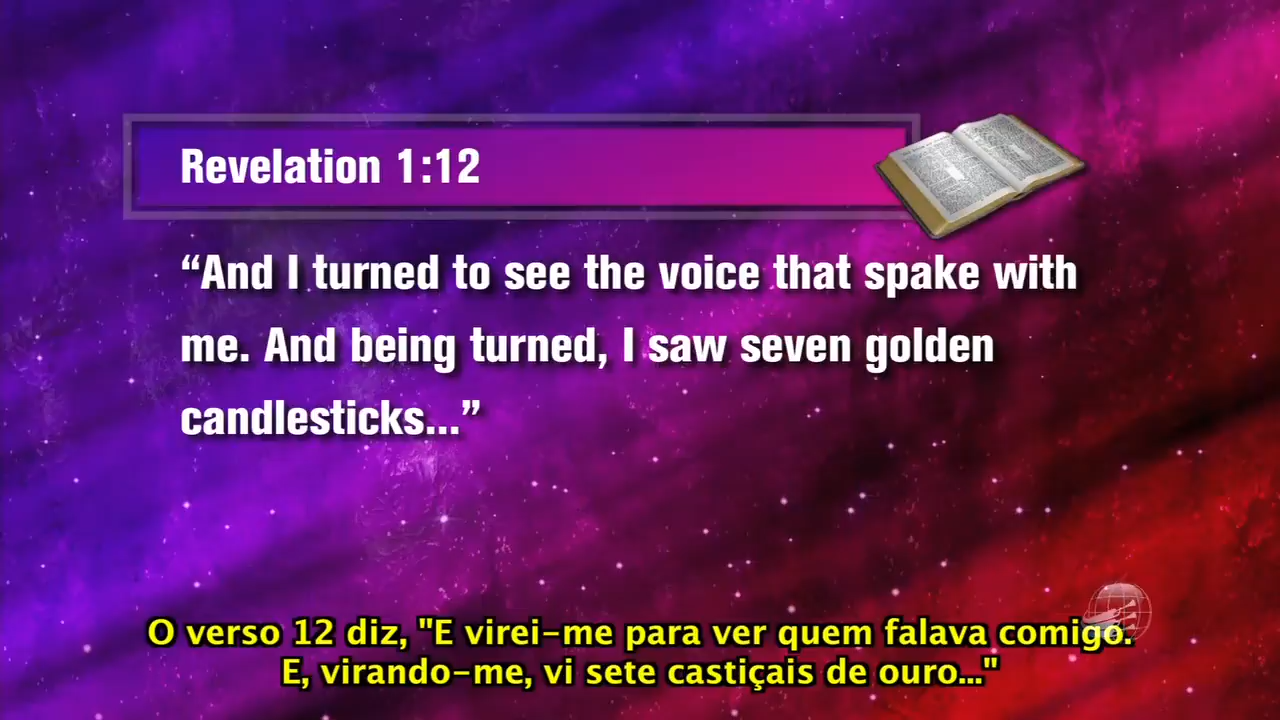 Revelation 1:12
“And I turned to see the voice that spake with
me. And being turned, I saw seven golden
candlesticks...”
O verso 12 diz, "E virei-me para ver quem falava comigo.
E, virando-me, vi sete castiçais de ouro..."